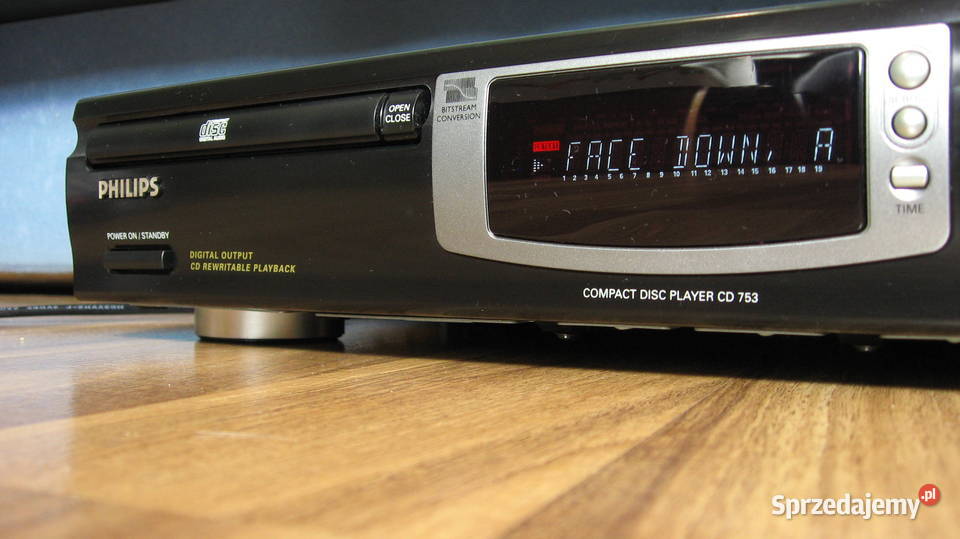 OPEN
CLOSE
disc
DIGITAL AUDIO
BITSTREAM
CONVERSION
FACE DOWN, A
1 2 3 4 5 6 7 8 9 10 11 12 13 14 15 16 17 18 19
PHILIPS
TIME
POWER ON / STANDBY
DIGITAL OUTPUT
CD REWRITABLE PLAYBACK
COMPACT DISC PLAYER CD 753
Sprzedajemy.pl